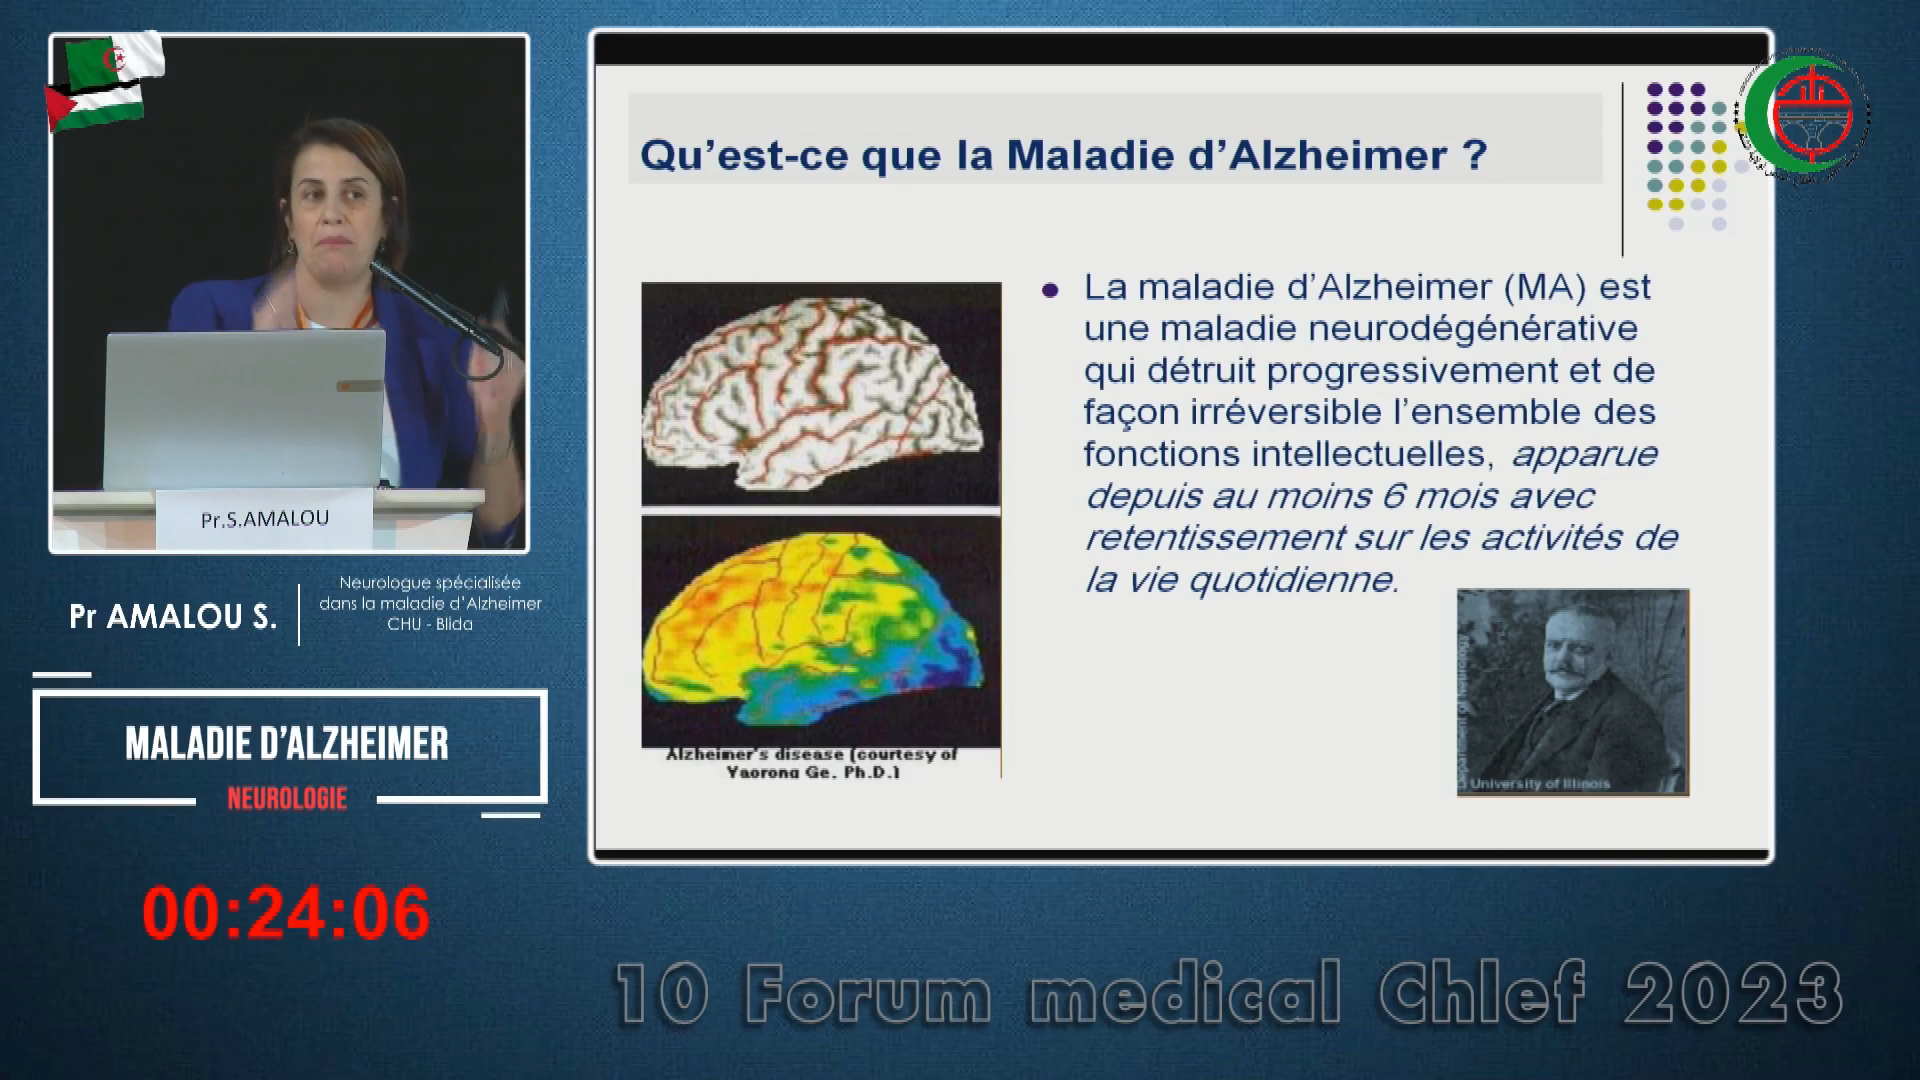 Pr.S.AMALOU
Pr AMALOU S.
Neurologue spécialisée
dans la maladie d'Alzheimer
CHU - Blida
MALADIE D'ALZHEIMER
NEUROLOGIE
00:24:06
Qu'est-ce que la Maladie d'Alzheimer ?
La maladie d'Alzheimer (MA) est
une maladie neurodégénérative
qui détruit progressivement et de
façon irréversible l'ensemble des
fonctions intellectuelles, apparue
depuis au moins 6 mois avec
retentissement sur les activités de
la vie quotidienne.
Alzheimer's disease (courtesy of
Yaorong Ge, Ph.D.)
Department of Neurology
University of Illinois
10 Forum medical Chlef 2023